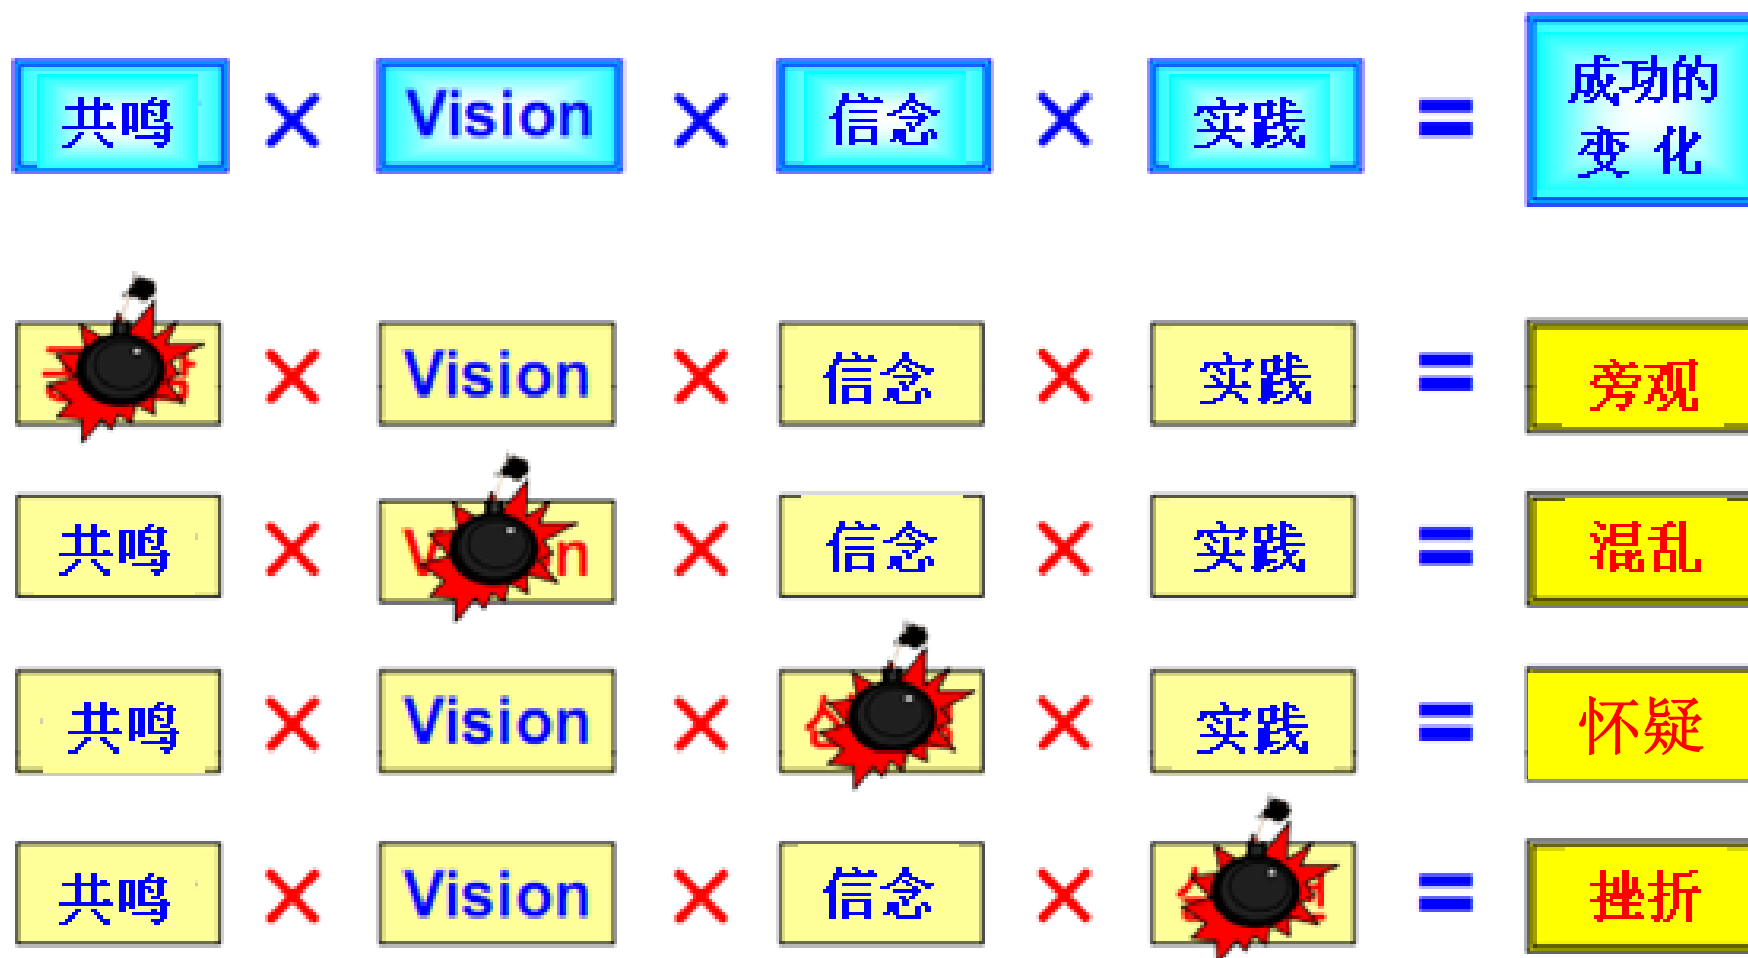 共鸣 × Vision × 信念 × 实践 = 成功的
变 化
× Vision × 信念 × 实践 = 旁观
共鸣 × × 信念 × 实践 = 混乱
共鸣 × Vision × × 实践 = 怀疑
共鸣 × Vision × 信念 × = 挫折